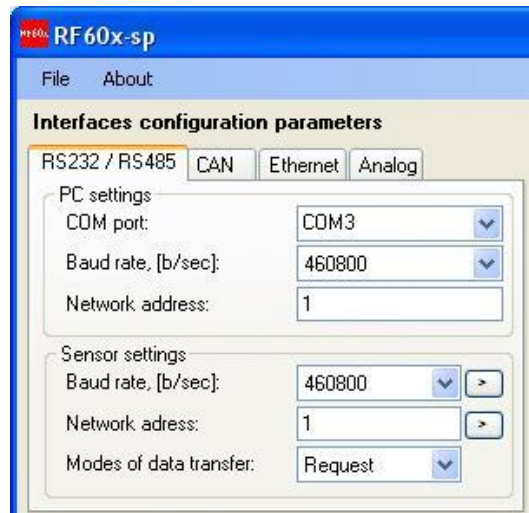 RF60x RF60x-sp
File About
Interfaces configuration parameters
RS232 / RS485 CAN Ethernet Analog
PC settings
COM port: COM3
Baud rate, [b/sec]: 460800
Network address: 1
Sensor settings
Baud rate, [b/sec]: 460800 >
Network adress: 1 >
Modes of data transfer: Request